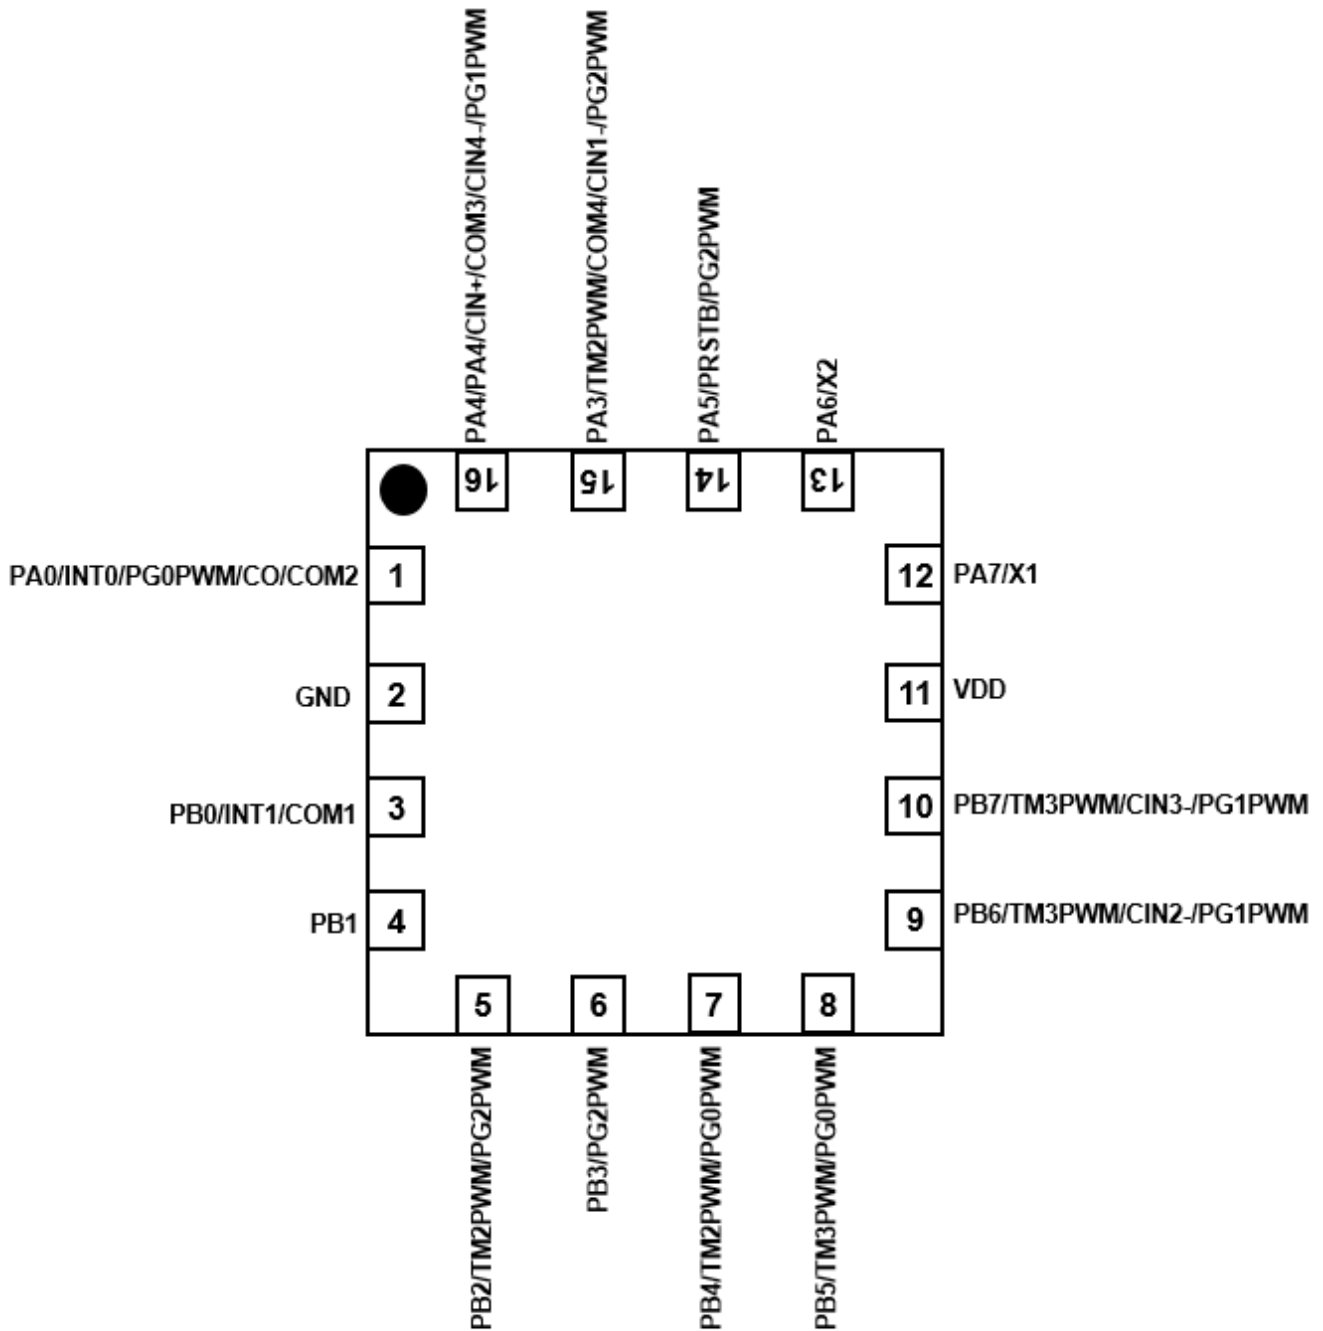 PA4/PA4/CIN+/COM3/CIN4-/PG1PWM
PA3/TM2PWM/COM4/CIN1-/PG2PWM
PA5/PRSTB/PG2PWM
PA6/X2
16
15
14
13
PA0/INT0/PG0PWM/CO/COM2
1
12
PA7/X1
GND
2
11
VDD
PB0/INT1/COM1
3
10
PB7/TM3PWM/CIN3-/PG1PWM
PB1
4
9
PB6/TM3PWM/CIN2-/PG1PWM
5
6
7
8
PB2/TM2PWM/PG2PWM
PB3/PG2PWM
PB4/TM2PWM/PG0PWM
PB5/TM3PWM/PG0PWM